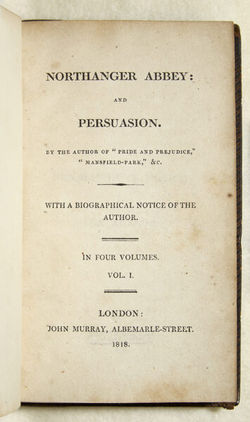 NORTHANGER ABBEY:
AND
PERSUASION.
BY THE AUTHOR OF "PRIDE AND PREJUDICE,"
"MANSFIELD-PARK," &c.
WITH A BIOGRAPHICAL NOTICE OF THE
AUTHOR.
IN FOUR VOLUMES.
VOL. I.
LONDON:
JOHN MURRAY, ALBEMARLE-STREET.
1818.